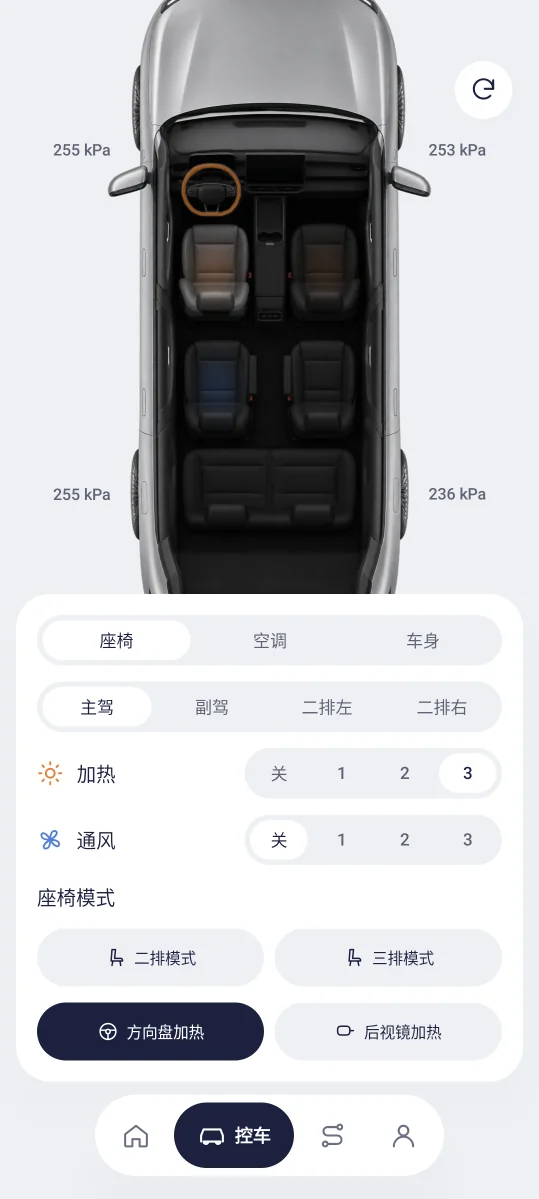 255 kPa
253 kPa
255 kPa
236 kPa
座椅 空调 车身
主驾 副驾 二排左 二排右
加热 关 1 2 3
通风 关 1 2 3
座椅模式
二排模式 三排模式
方向盘加热 后视镜加热
控车